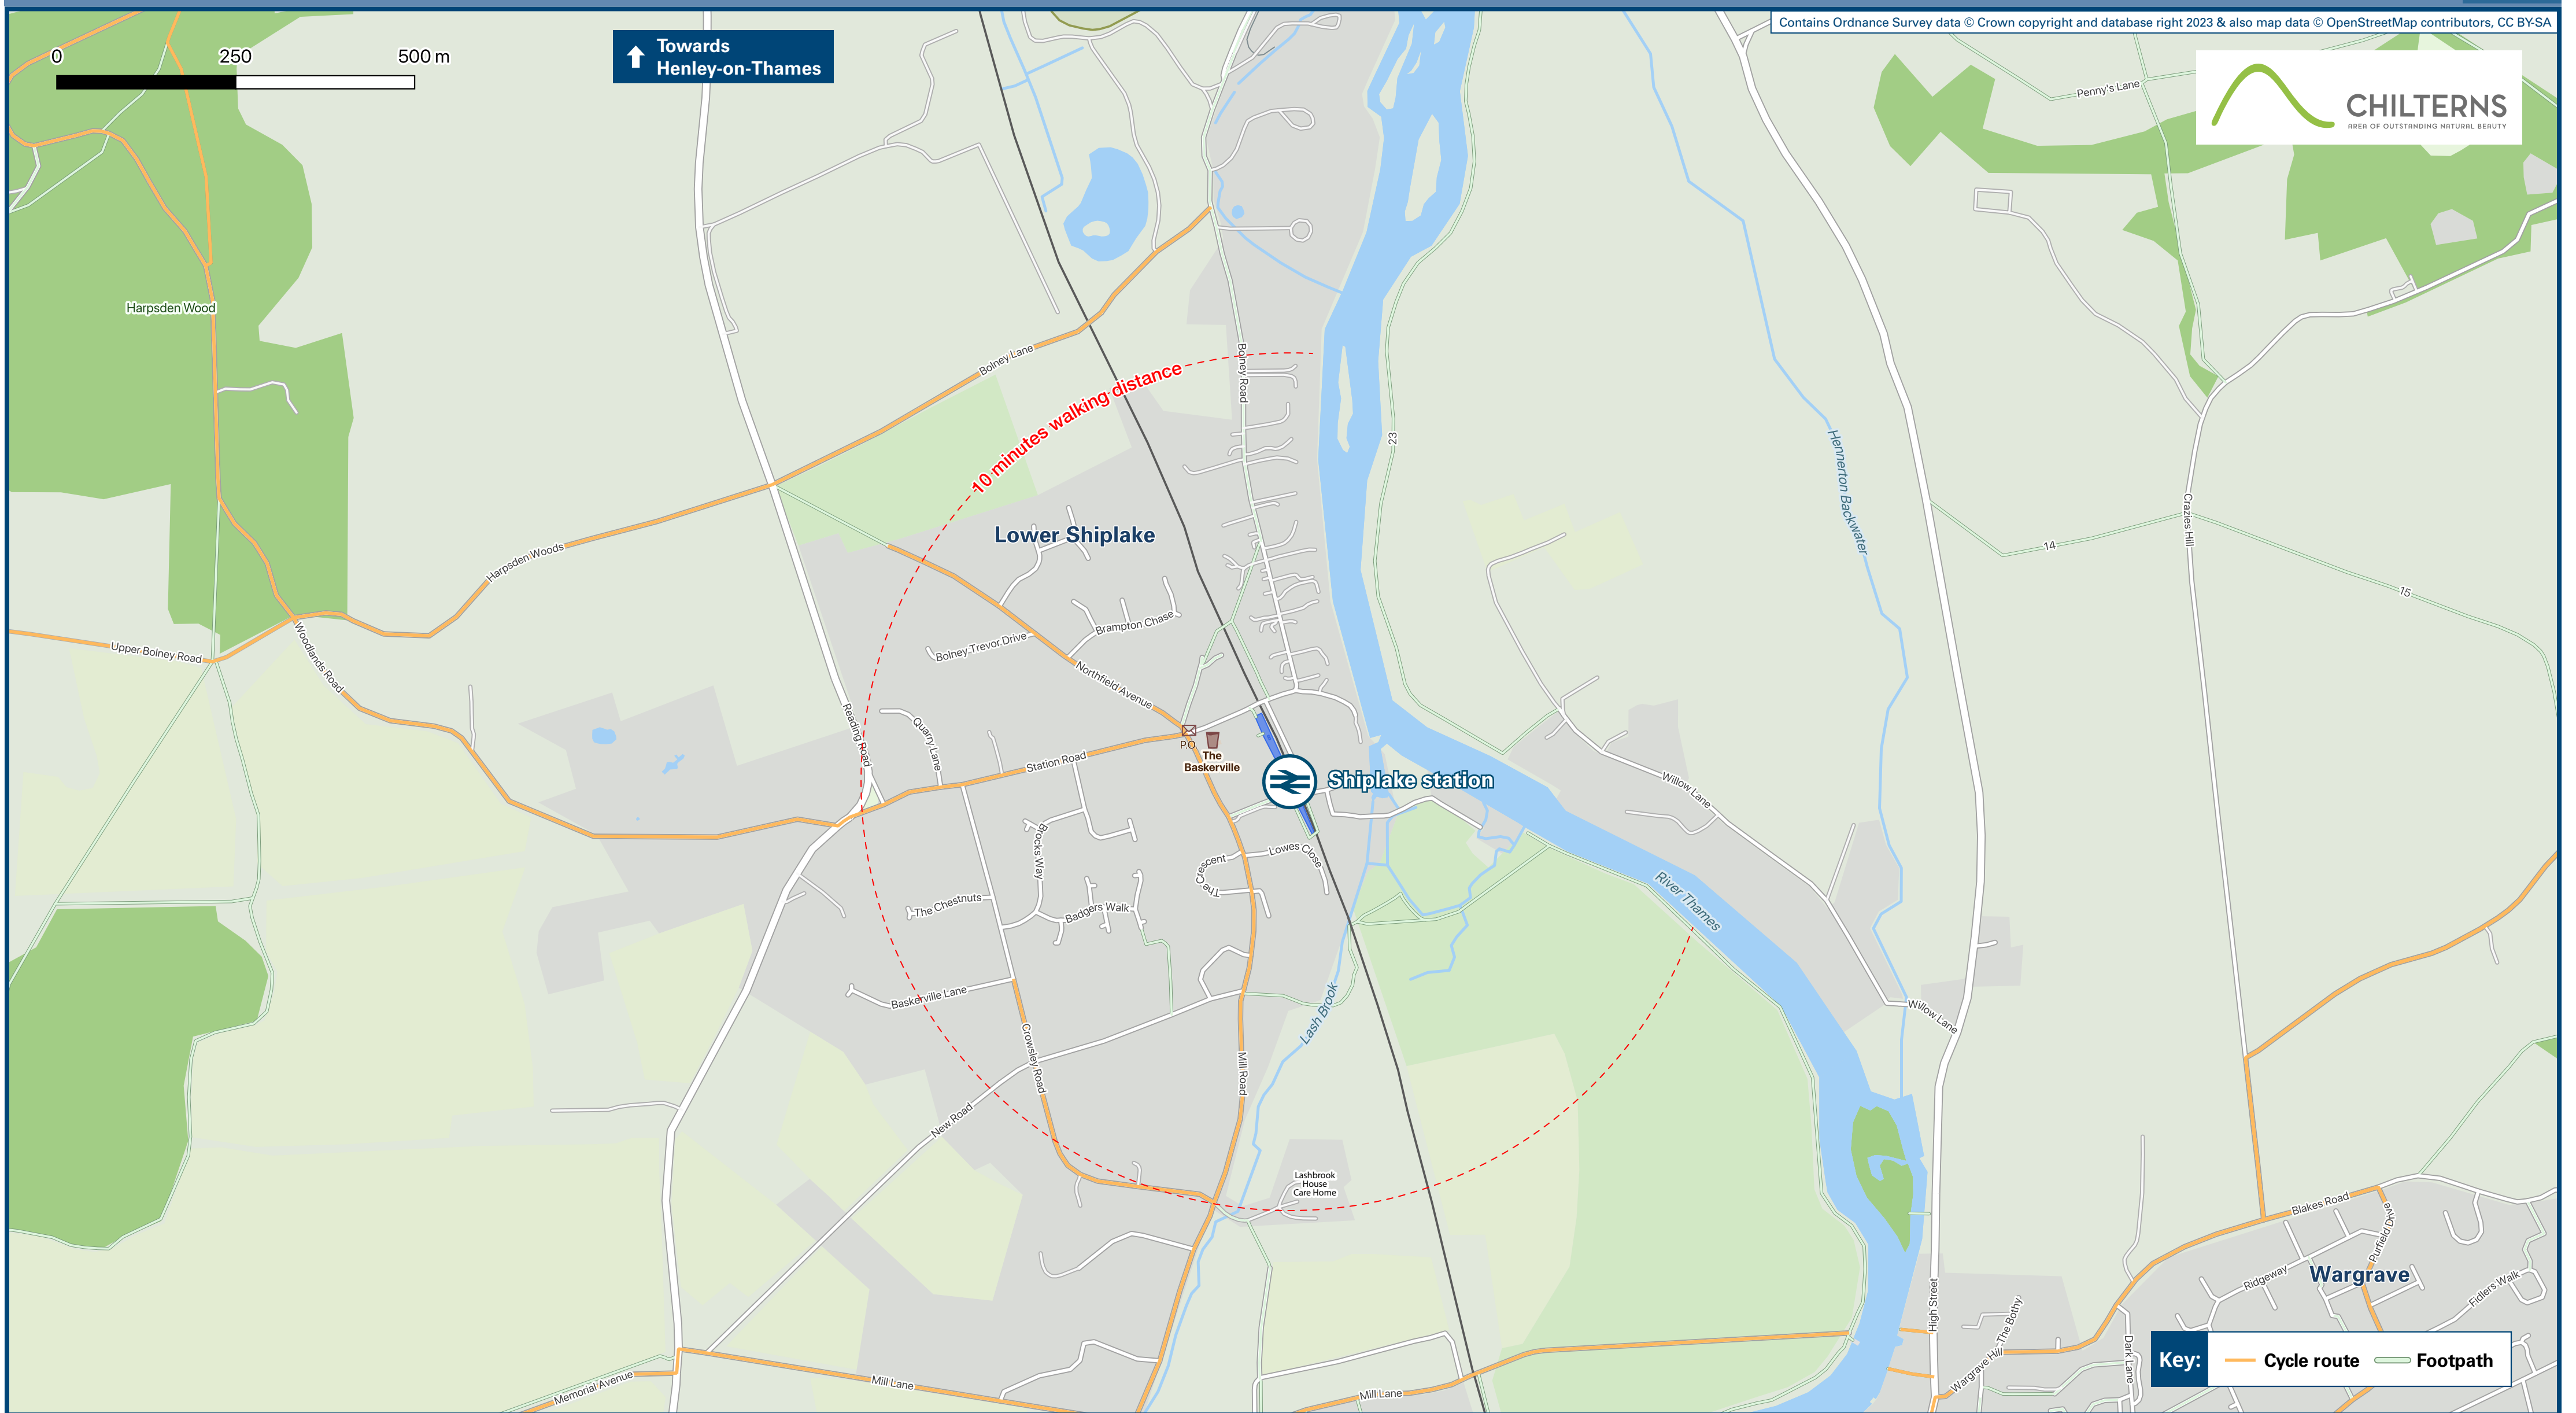 Contains Ordnance Survey data © Crown copyright and database right 2023 & also map data © OpenStreetMap contributors, CC BY-SA
0 250 500 m
Towards
Henley-on-Thames
CHILTERNS
AREA OF OUTSTANDING NATURAL BEAUTY
Penny's Lane
Harpsden Wood
Bolney Lane
Bolney Road
10 minutes walking distance
23
Hennerton Backwater
Crazies Hill
14
15
Lower Shiplake
Harpsden Woods
Upper Bolney Road
Woodlands Road
Bolney Trevor Drive
Brampton Chase
Northfield Avenue
Reading Road
Quarry Lane
Station Road
P.O.
The
Baskerville
Shiplake station
Willow Lane
Brocks Way
The Crescent
Lowes Close
The Chestnuts
Badgers Walk
River Thames
Baskerville Lane
Lash Brook
Willow Lane
Crowsley Road
Mill Road
New Road
Lashbrook
House
Care Home
Blakes Road
Purfield Drive
Wargrave
Ridgeway
Fidlers Walk
High Street
The Bothy
Wargrave Hill
Dark Lane
Memorial Avenue
Mill Lane
Mill Lane
Key:
Cycle route
Footpath